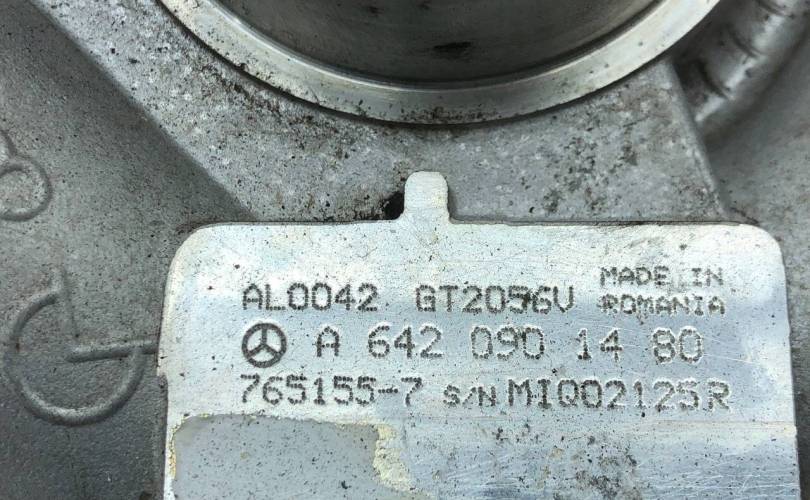 AL0042 GT2056V MADE IN
ROMANIA
A 642 090 14 80
765155-7 S/N MIQ02125R